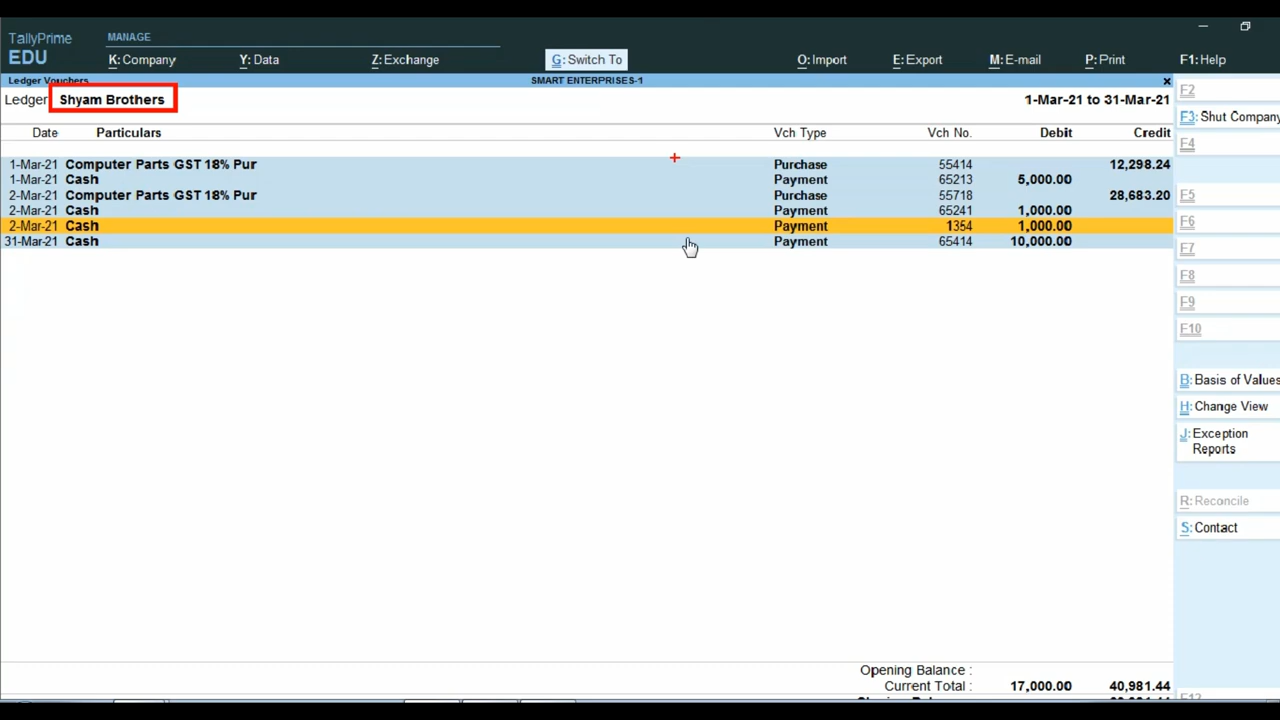 TallyPrime
EDU
MANAGE
K: Company Y: Data Z: Exchange G: Switch To O: Import E: Export M: E-mail P: Print F1: Help
Ledger Vouchers SMART ENTERPRISES-1 ×
Ledger Shyam Brothers 1-Mar-21 to 31-Mar-21
Date Particulars Vch Type Vch No. Debit Credit
1-Mar-21 Computer Parts GST 18% Pur Purchase 55414 12,298.24
1-Mar-21 Cash Payment 65213 5,000.00
2-Mar-21 Computer Parts GST 18% Pur Purchase 55718 28,683.20
2-Mar-21 Cash Payment 65241 1,000.00
2-Mar-21 Cash Payment 1354 1,000.00
31-Mar-21 Cash Payment 65414 10,000.00
Opening Balance :
Current Total : 17,000.00 40,981.44
F2
F3: Shut Company
F4
F5
F6
F7
F8
F9
F10
B: Basis of Values
H: Change View
J: Exception
Reports
R: Reconcile
S: Contact
F12